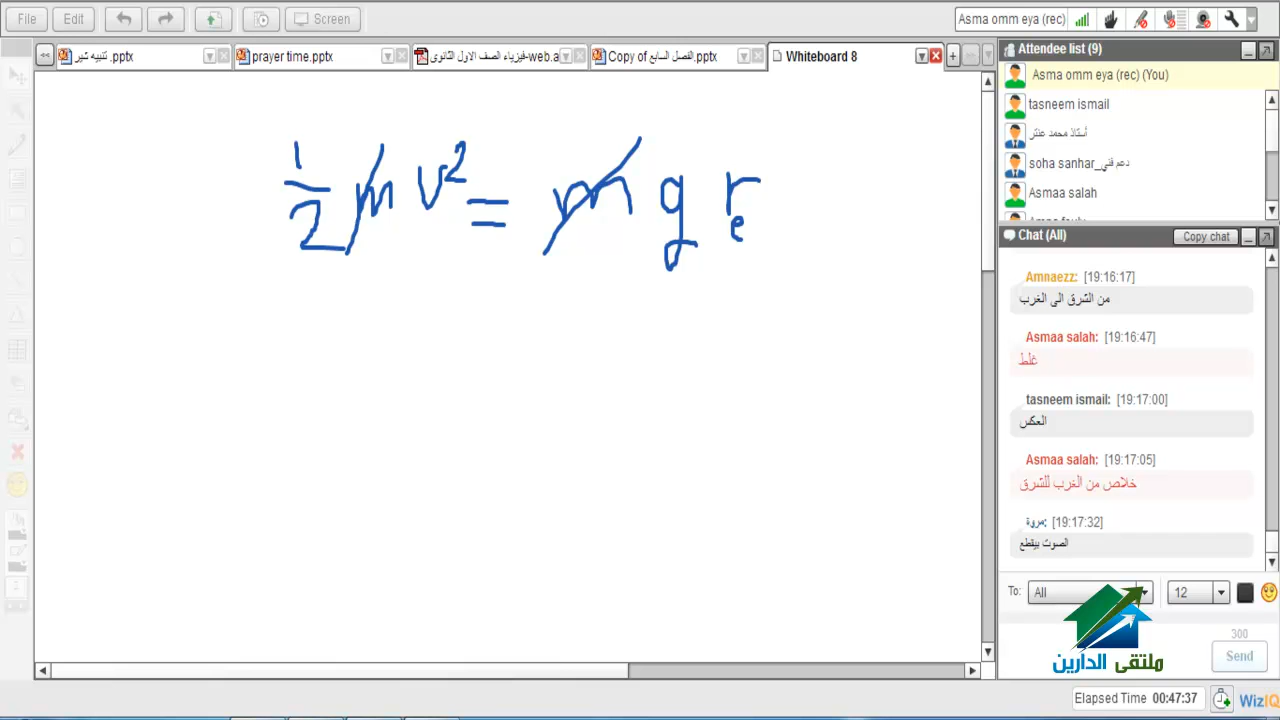 File Edit Screen Asma omm eya (rec)
<< تنبيه نثير .pptx prayer time.pptx فيزياء الصف الاول الثانوى-web.a Copy of الفصل السابع.pptx Whiteboard 8 +
½ m v² = m g r e
Attendee list (9)
Asma omm eya (rec) (You)
tasneem ismail
أستاذ محمد عنتر
soha sanhar_دعم فني
Asmaa salah
Chat (All) Copy chat
Amnaezz: [19:16:17]
من الشرق الى الغرب
Asmaa salah: [19:16:47]
غلط
tasneem ismail: [19:17:00]
العكس
Asmaa salah: [19:17:05]
خلاص من الغرب للشرق
مروة: [19:17:32]
الصوت بيقطع
To: All 12
300
Send
ملتقى الدارين
Elapsed Time 00:47:37 WizIQ